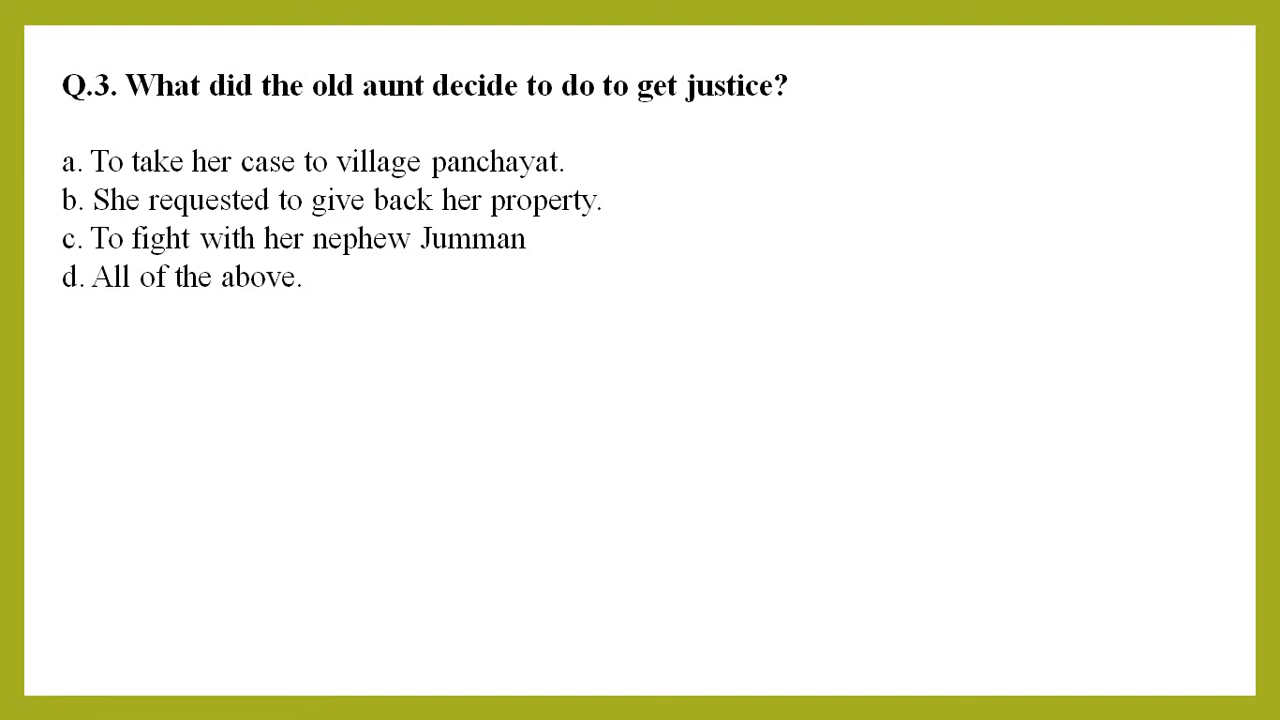 Q.3. What did the old aunt decide to do to get justice?
a. To take her case to village panchayat.
b. She requested to give back her property.
c. To fight with her nephew Jumman
d. All of the above.